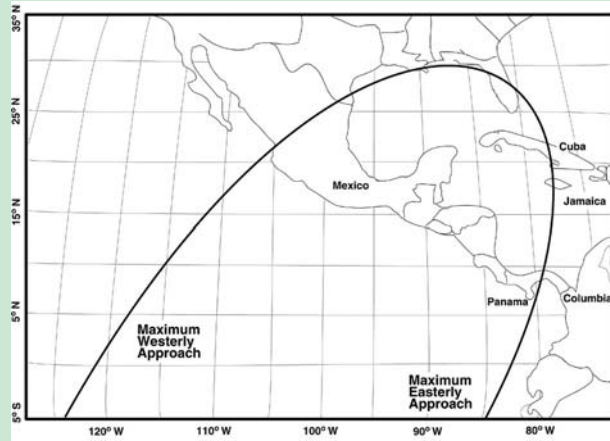 35° N
25° N
15° N
5° N
5° S
Cuba
Mexico
Jamaica
Panama
Columbia
Maximum
Westerly
Approach
Maximum
Easterly
Approach
120° W
110° W
100° W
90° W
80° W